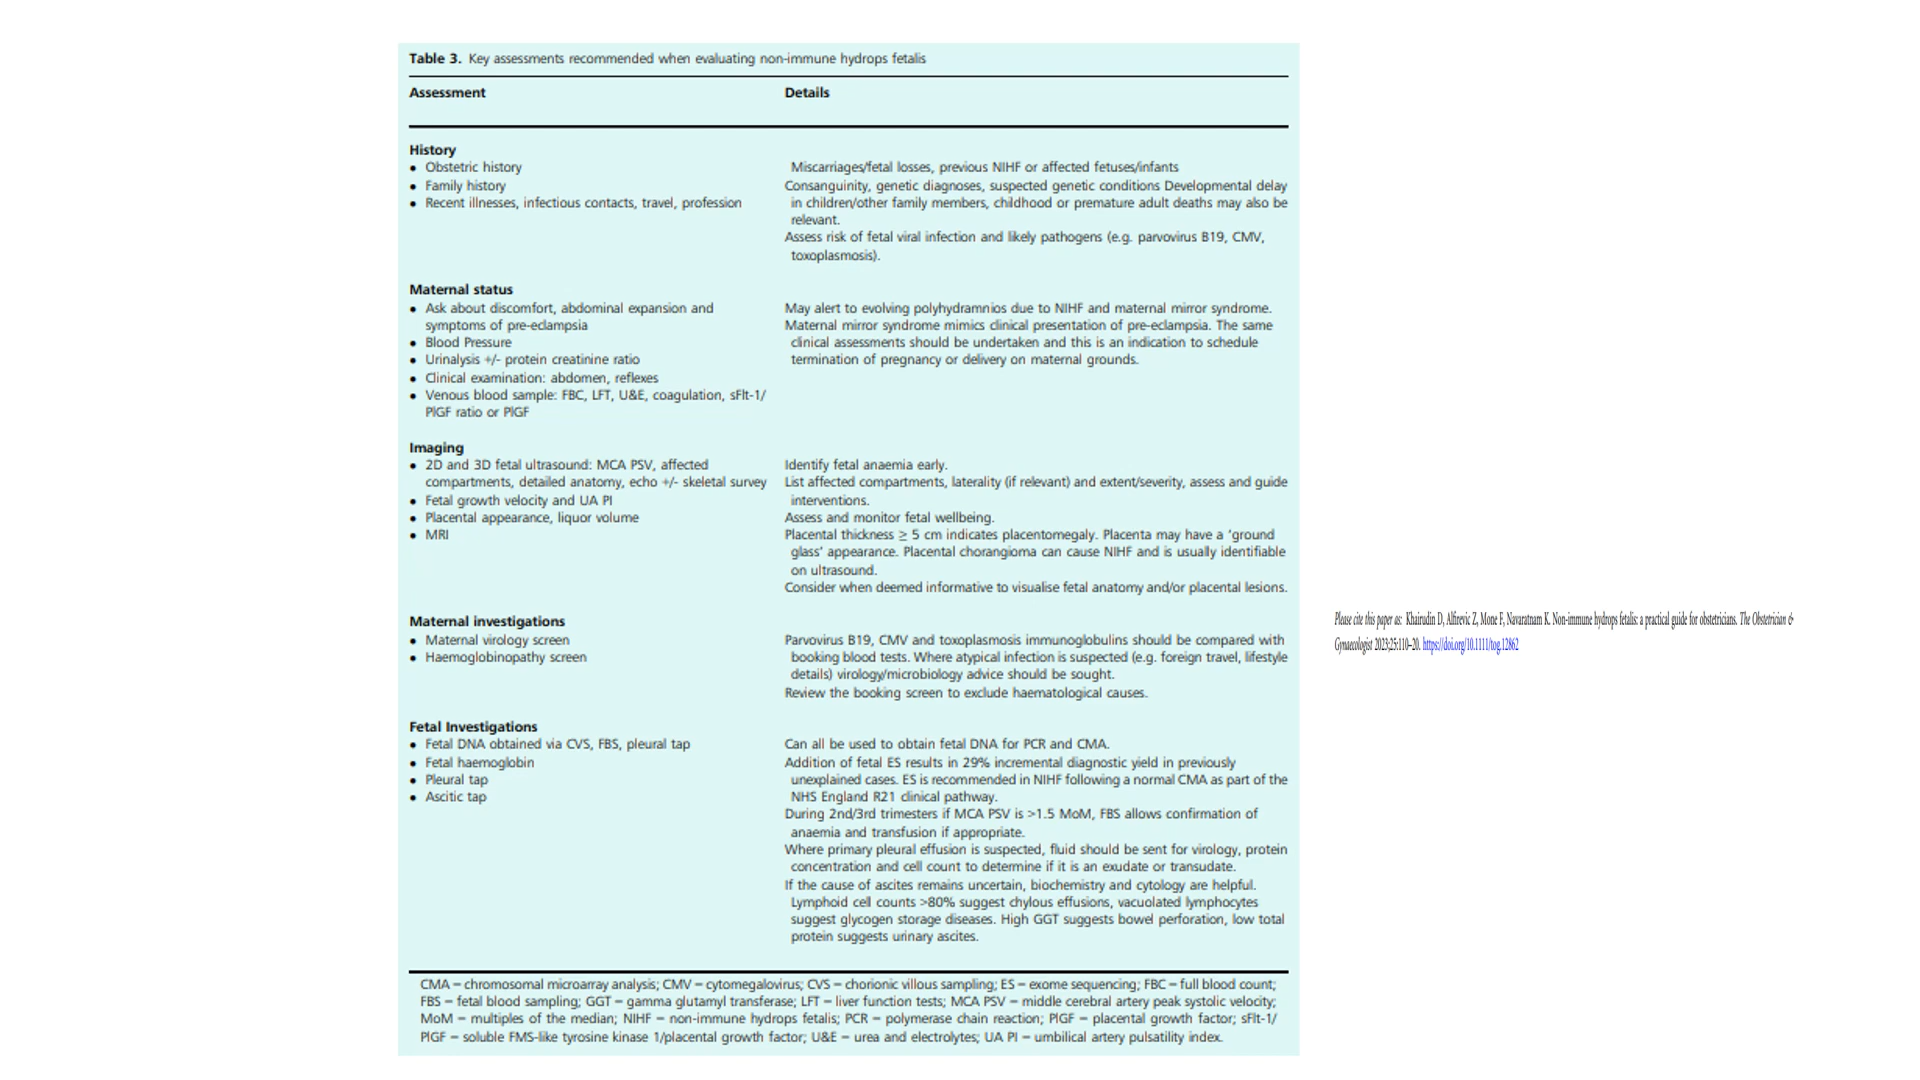 Table 3. Key assessments recommended when evaluating non-immune hydrops fetalis
Assessment Details
History
• Obstetric history
• Family history
• Recent illnesses, infectious contacts, travel, profession
Miscarriages/fetal losses, previous NIHF or affected fetuses/infants
Consanguinity, genetic diagnoses, suspected genetic conditions Developmental delay
in children/other family members, childhood or premature adult deaths may also be
relevant.
Assess risk of fetal viral infection and likely pathogens (e.g. parvovirus B19, CMV,
toxoplasmosis).
Maternal status
• Ask about discomfort, abdominal expansion and
symptoms of pre-eclampsia
• Blood Pressure
• Urinalysis +/- protein creatinine ratio
• Clinical examination: abdomen, reflexes
• Venous blood sample: FBC, LFT, U&E, coagulation, sFlt-1/
PlGF ratio or PlGF
May alert to evolving polyhydramnios due to NIHF and maternal mirror syndrome.
Maternal mirror syndrome mimics clinical presentation of pre-eclampsia. The same
clinical assessments should be undertaken and this is an indication to schedule
termination of pregnancy or delivery on maternal grounds.
Imaging
• 2D and 3D fetal ultrasound: MCA PSV, affected
compartments, detailed anatomy, echo +/- skeletal survey
• Fetal growth velocity and UA PI
• Placental appearance, liquor volume
• MRI
Identify fetal anaemia early.
List affected compartments, laterality (if relevant) and extent/severity, assess and guide
interventions.
Assess and monitor fetal wellbeing.
Placental thickness ≥ 5 cm indicates placentomegaly. Placenta may have a ‘ground
glass’ appearance. Placental chorangioma can cause NIHF and is usually identifiable
on ultrasound.
Consider when deemed informative to visualise fetal anatomy and/or placental lesions.
Maternal investigations
• Maternal virology screen
• Haemoglobinopathy screen
Parvovirus B19, CMV and toxoplasmosis immunoglobulins should be compared with
booking blood tests. Where atypical infection is suspected (e.g. foreign travel, lifestyle
details) virology/microbiology advice should be sought.
Review the booking screen to exclude haematological causes.
Fetal Investigations
• Fetal DNA obtained via CVS, FBS, pleural tap
• Fetal haemoglobin
• Pleural tap
• Ascitic tap
Can all be used to obtain fetal DNA for PCR and CMA.
Addition of fetal ES results in 29% incremental diagnostic yield in previously
unexplained cases. ES is recommended in NIHF following a normal CMA as part of the
NHS England R21 clinical pathway.
During 2nd/3rd trimesters if MCA PSV is >1.5 MoM, FBS allows confirmation of
anaemia and transfusion if appropriate.
Where primary pleural effusion is suspected, fluid should be sent for virology, protein
concentration and cell count to determine if it is an exudate or transudate.
If the cause of ascites remains uncertain, biochemistry and cytology are helpful.
Lymphoid cell counts >80% suggest chylous effusions, vacuolated lymphocytes
suggest glycogen storage diseases. High GGT suggests bowel perforation, low total
protein suggests urinary ascites.
CMA = chromosomal microarray analysis; CMV = cytomegalovirus; CVS = chorionic villous sampling; ES = exome sequencing; FBC = full blood count;
FBS = fetal blood sampling; GGT = gamma glutamyl transferase; LFT = liver function tests; MCA PSV = middle cerebral artery peak systolic velocity;
MoM = multiples of the median; NIHF = non-immune hydrops fetalis; PCR = polymerase chain reaction; PlGF = placental growth factor; sFlt-1/
PlGF = soluble FMS-like tyrosine kinase 1/placental growth factor; U&E = urea and electrolytes; UA PI = umbilical artery pulsatility index.
Please cite this paper as: Khairudin D, Alfirevic Z, Mone F, Navaratnam K. Non-immune hydrops fetalis: a practical guide for obstetricians. The Obstetrician &
Gynaecologist 2023;25:110–20. https://doi.org/10.1111/tog.12862